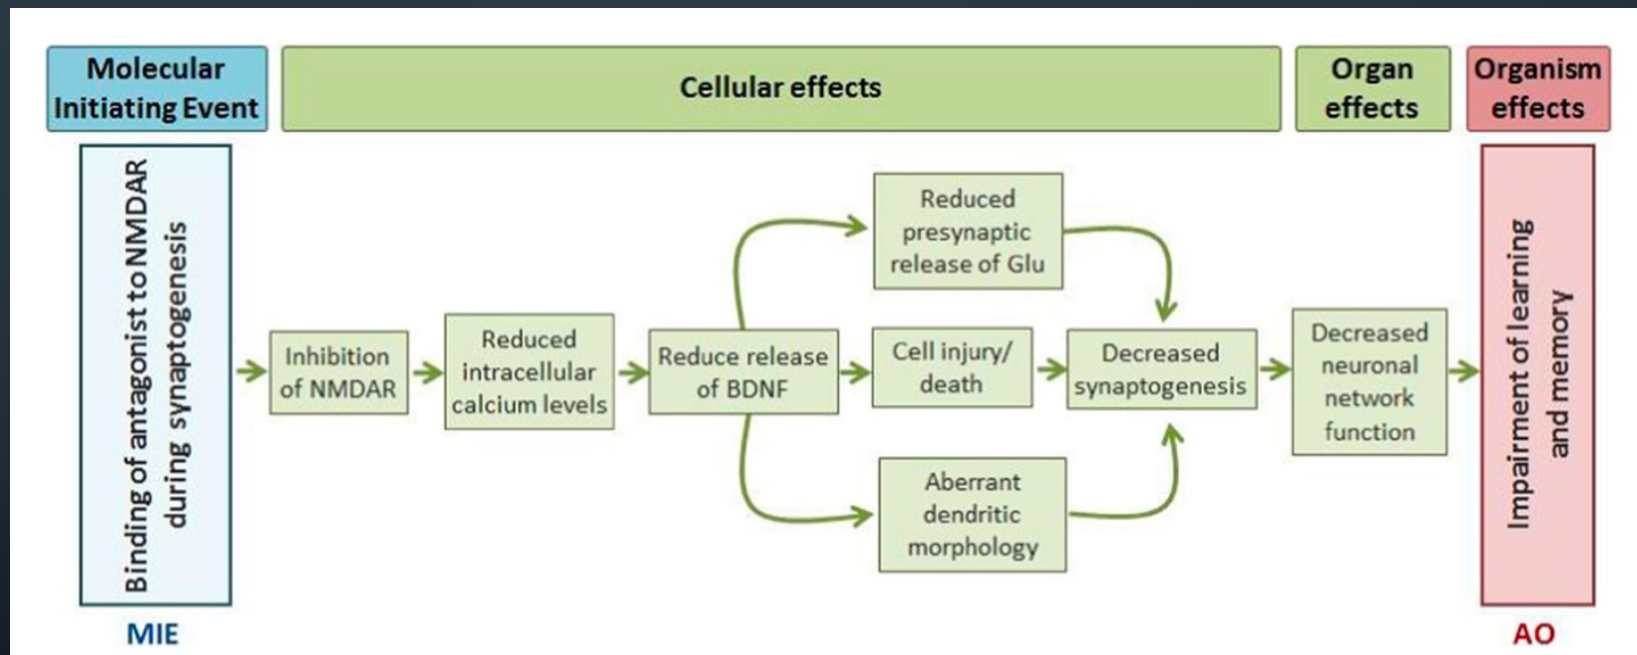 Molecular
Initiating Event
Cellular effects
Organ
effects
Organism
effects
Binding of antagonist to NMDAR
during synaptogenesis
MIE
Inhibition
of NMDAR
Reduced
intracellular
calcium levels
Reduce release
of BDNF
Reduced
presynaptic
release of Glu
Cell injury/
death
Aberrant
dendritic
morphology
Decreased
synaptogenesis
Decreased
neuronal
network
function
Impairment of learning
and memory
AO